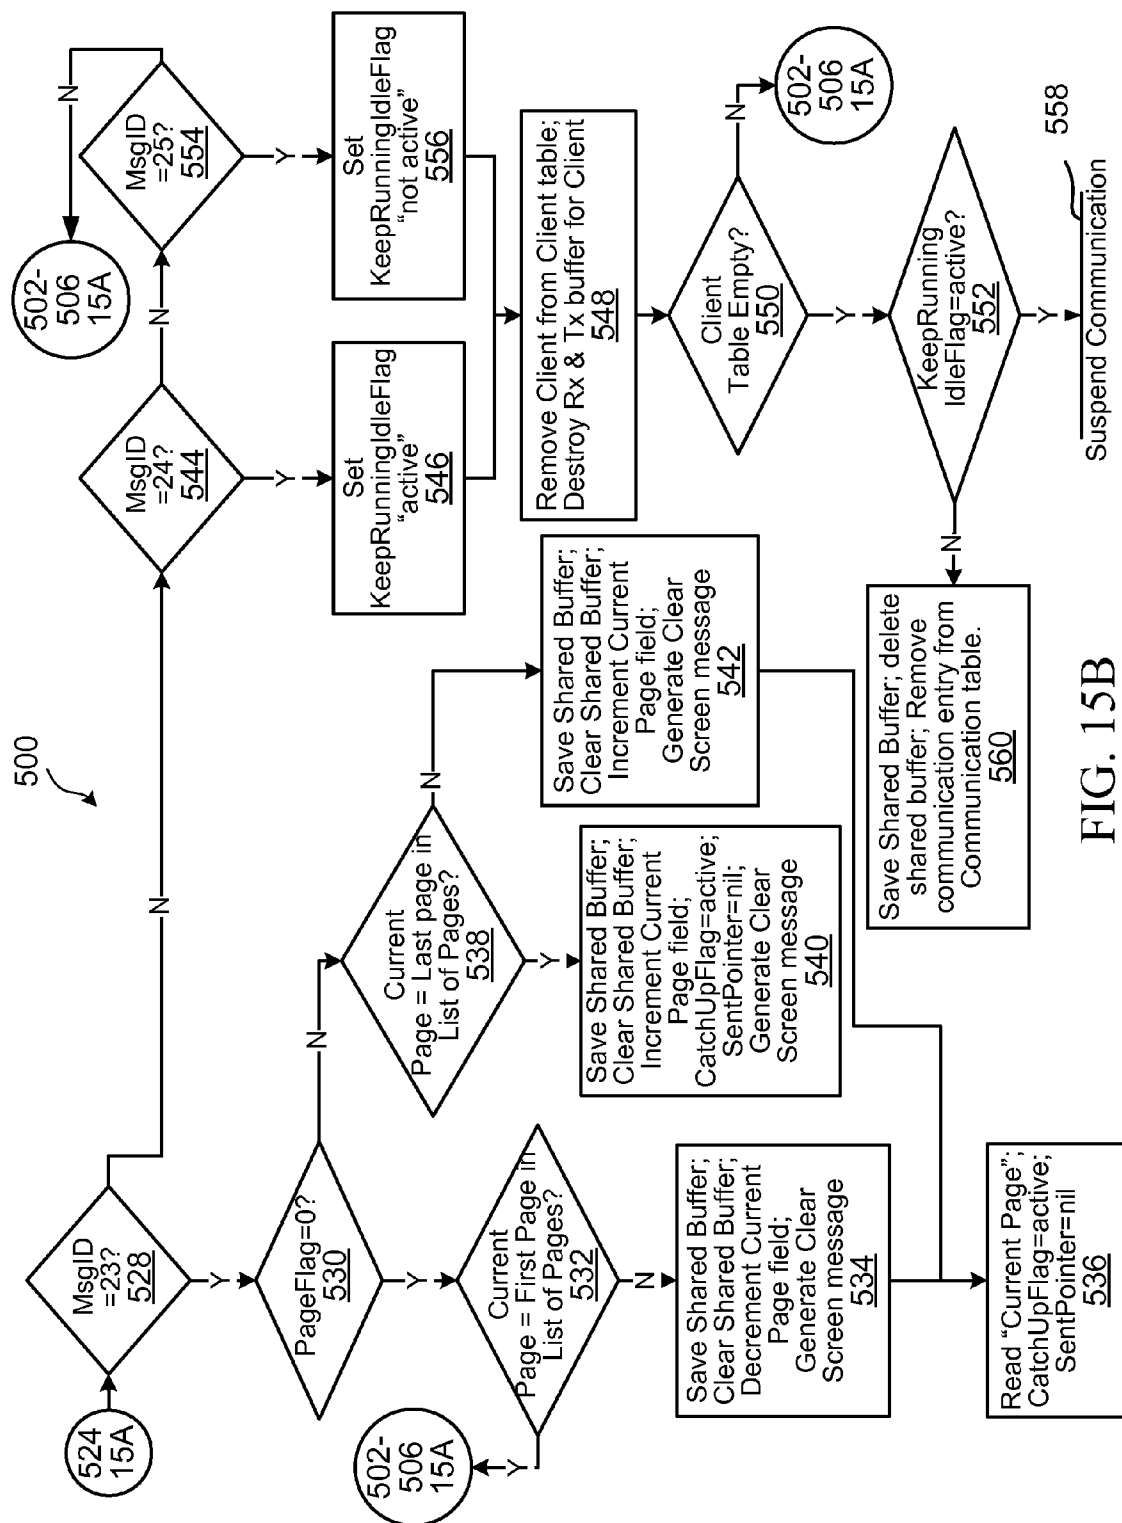 500
524
15A
MsgID
=23?
528
N
Y
PageFlag=0?
530
N
Y
Current
Page = First Page in
List of Pages?
532
Y
502-
506
15A
N
Save Shared Buffer;
Clear Shared Buffer;
Decrement Current
Page field;
Generate Clear
Screen message
534
Read “Current Page”;
CatchUpFlag=active;
SentPointer=nil
536
Current
Page = Last page in
List of Pages?
538
Y
N
Save Shared Buffer;
Clear Shared Buffer;
Increment Current
Page field;
CatchUpFlag=active;
SentPointer=nil;
Generate Clear
Screen message
540
Save Shared Buffer;
Clear Shared Buffer;
Increment Current
Page field;
Generate Clear
Screen message
542
MsgID
=24?
544
N
Y
Set
KeepRunningIdleFlag
“active”
546
MsgID
=25?
554
N
502-
506
15A
Y
Set
KeepRunningIdleFlag
“not active”
556
Remove Client from Client table;
Destroy Rx & Tx buffer for Client
548
Client
Table Empty?
550
N
502-
506
15A
Y
KeepRunning
IdleFlag=active?
552
N
Y
Save Shared Buffer; delete
shared buffer; Remove
communication entry from
Communication table.
560
Suspend Communication
558
FIG. 15B